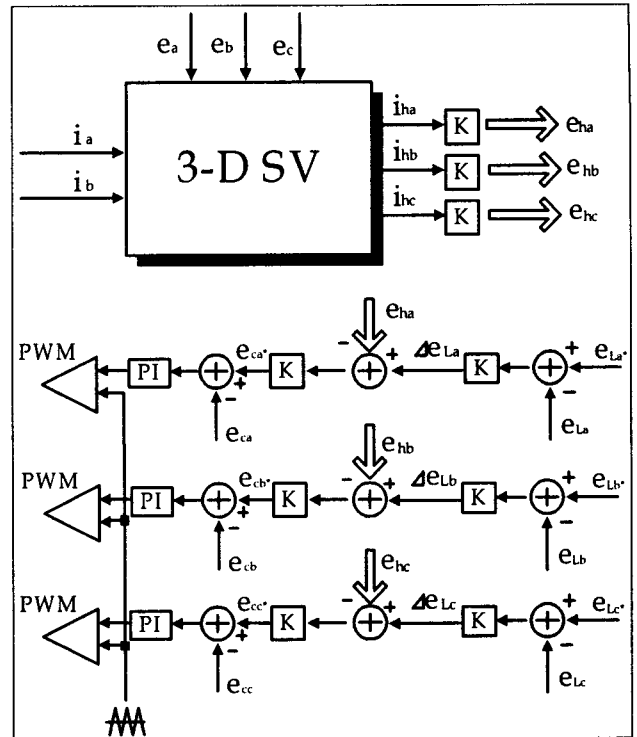 ea eb ec
ia
ib
3-D SV
iha K eha
ihb K ehb
ihc K ehc
eha
PWM PI + eca* K - + + ΔeLa K + + eLa*
- eca - eLa
ehb
PWM PI + ecb* K - + + ΔeLb K + + eLb*
- ecb - eLb
ehc
PWM PI + ecc* K - + + ΔeLc K + + eLc*
- ecc - eLc